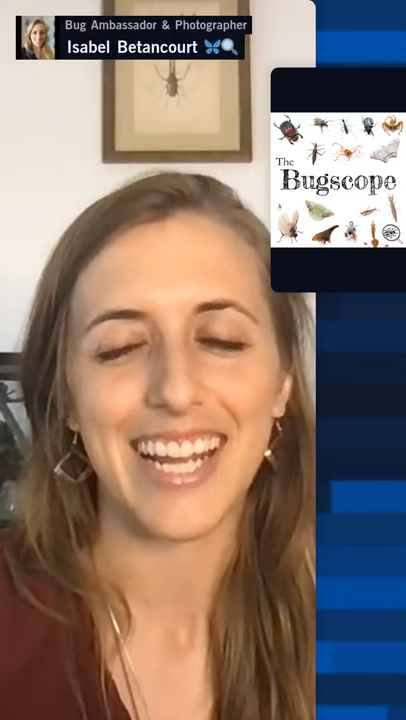 Bug Ambassador & Photographer
Isabel Betancourt 🦋🔍
The
Bugscope